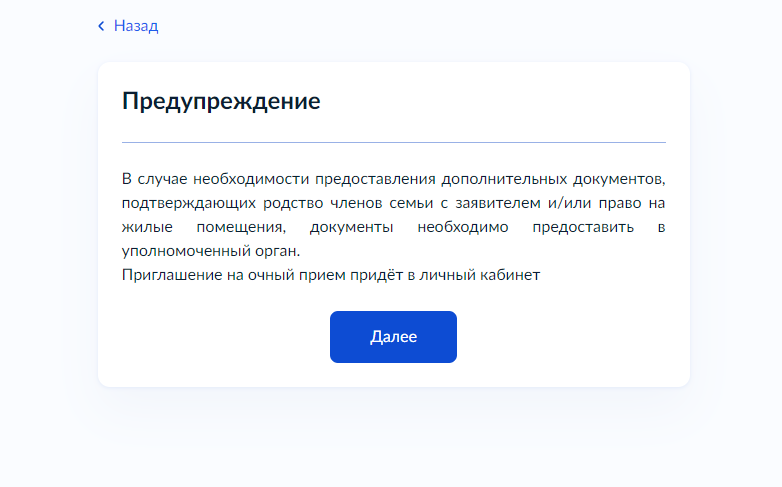 Назад
Предупреждение
В случае необходимости предоставления дополнительных документов,
подтверждающих родство членов семьи с заявителем и/или право на
жилые помещения, документы необходимо предоставить в
уполномоченный орган.
Приглашение на очный прием придёт в личный кабинет
Далее